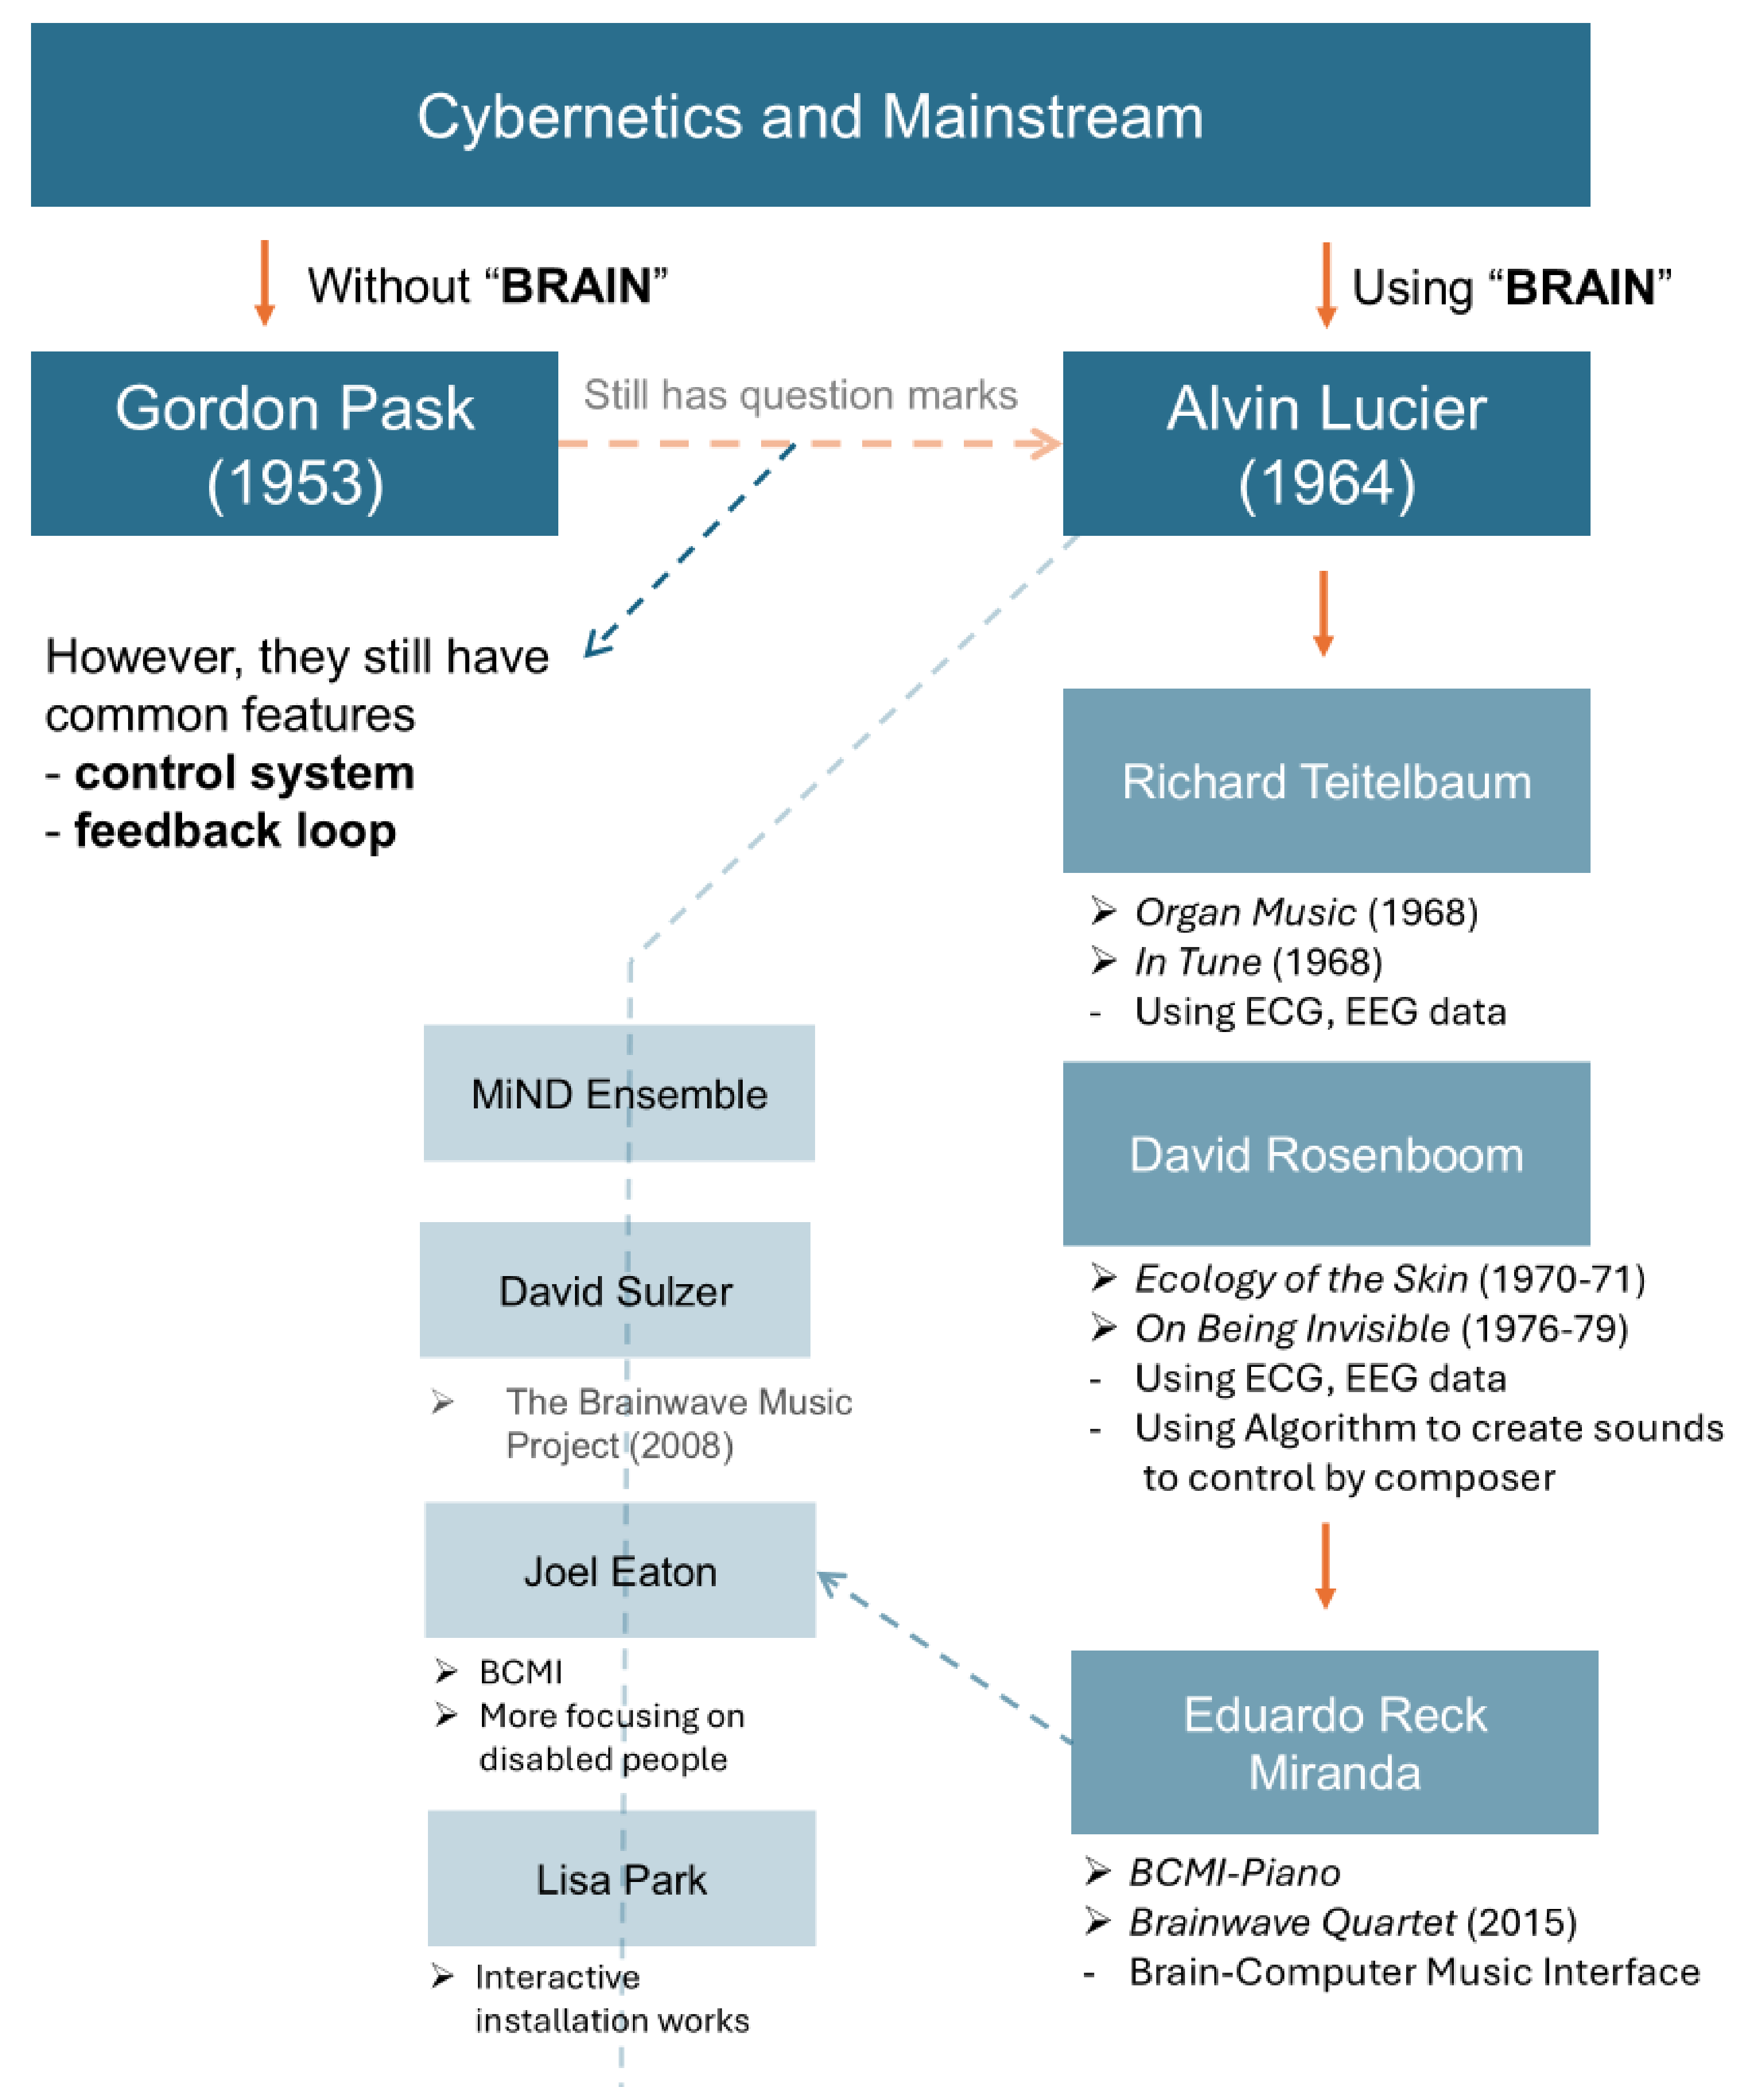 Cybernetics and Mainstream
Without “BRAIN”
Using “BRAIN”
Gordon Pask
(1953)
Still has question marks
Alvin Lucier
(1964)
However, they still have
common features
- control system
- feedback loop
Richard Teitelbaum
➢ Organ Music (1968)
➢ In Tune (1968)
- Using ECG, EEG data
David Rosenboom
➢ Ecology of the Skin (1970-71)
➢ On Being Invisible (1976-79)
- Using ECG, EEG data
- Using Algorithm to create sounds
to control by composer
Eduardo Reck
Miranda
➢ BCMI-Piano
➢ Brainwave Quartet (2015)
- Brain-Computer Music Interface
MiND Ensemble
David Sulzer
➢ The Brainwave Music
Project (2008)
Joel Eaton
➢ BCMI
➢ More focusing on
disabled people
Lisa Park
➢ Interactive
installation works